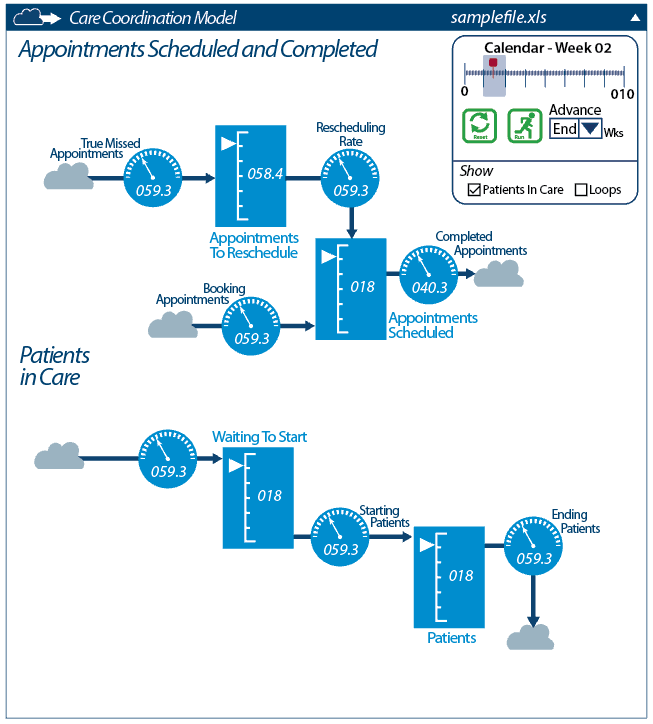 Care Coordination Model
samplefile.xls
Appointments Scheduled and Completed
Calendar - Week 02
0
010
Reset
Run
Advance
End
Wks
Show
Patients In Care
Loops
True Missed
Appointments
059.3
058.4
Appointments
To Reschedule
Rescheduling
Rate
059.3
018
Appointments
Scheduled
Completed
Appointments
040.3
Booking
Appointments
059.3
Patients
in Care
059.3
Waiting To Start
018
Starting
Patients
059.3
018
Patients
Ending
Patients
059.3